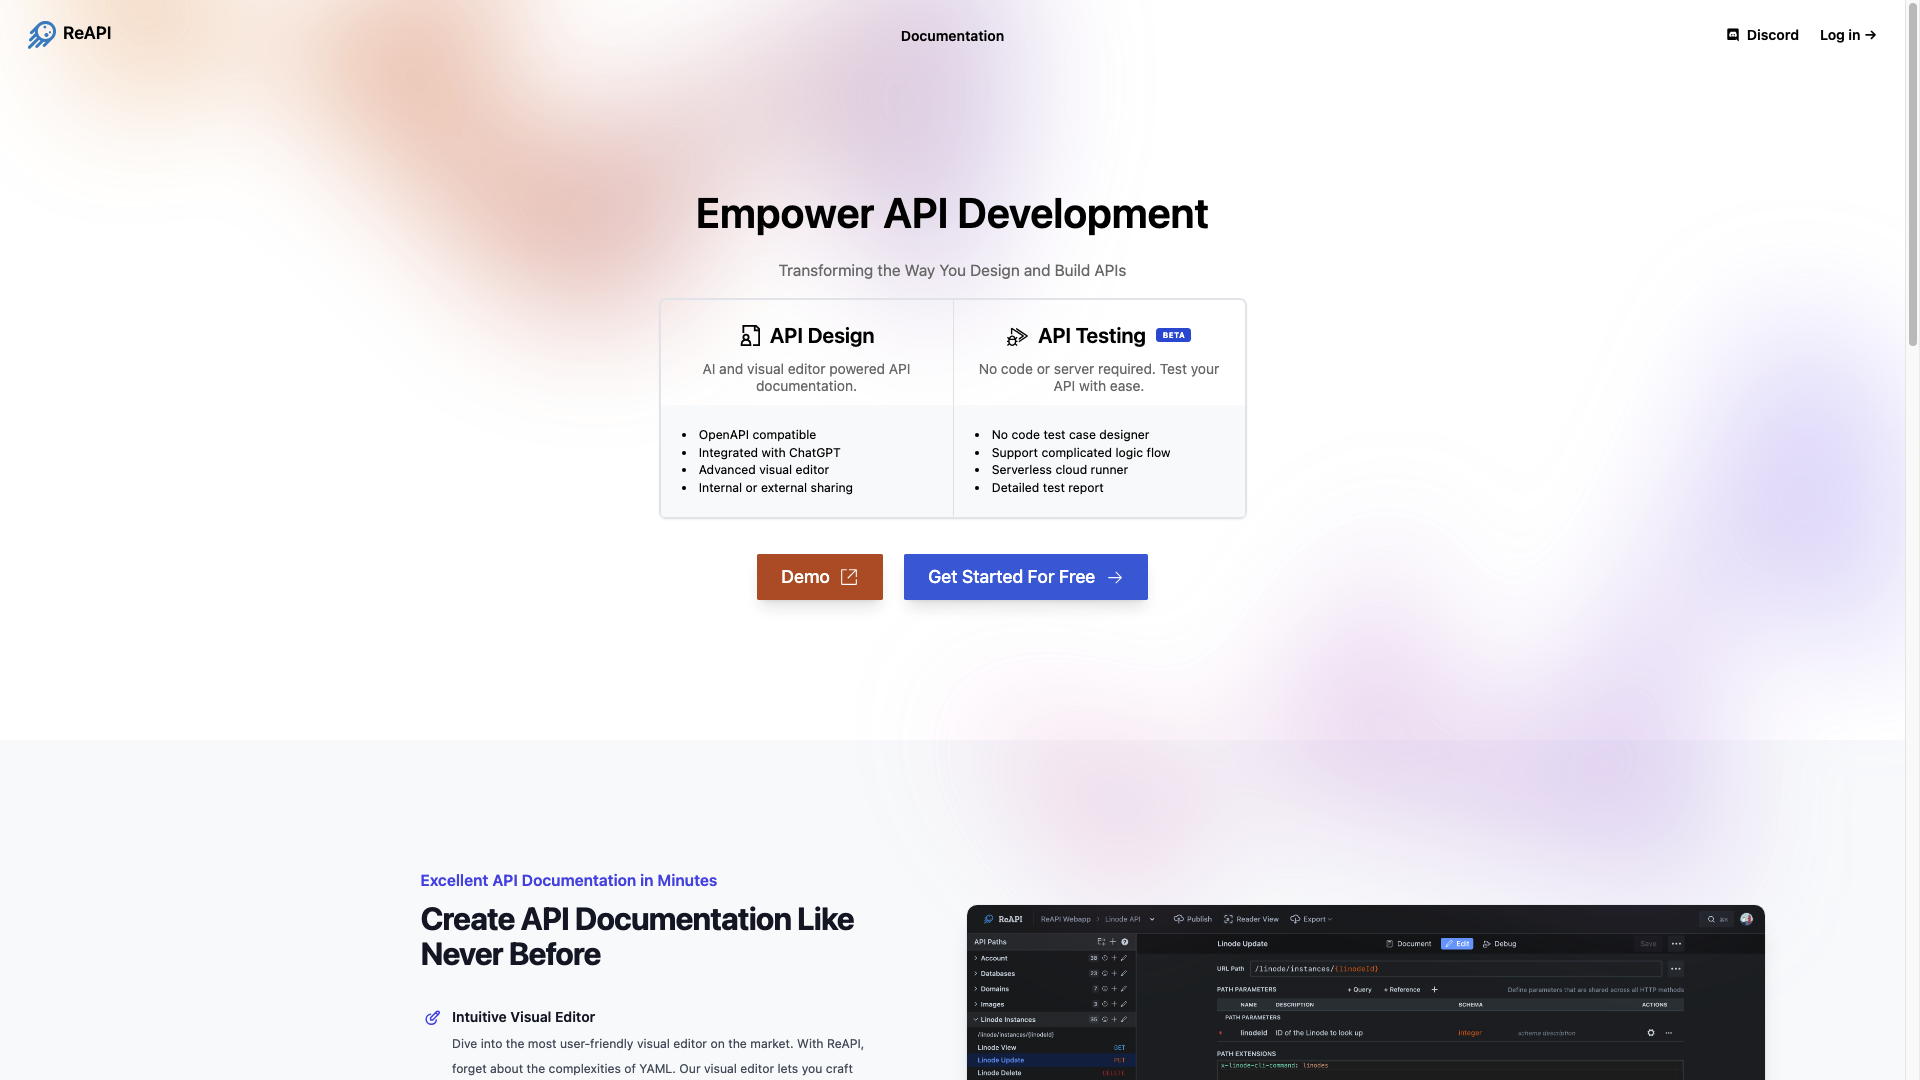 ReAPI
Documentation
Discord
Log in
Empower API Development
Transforming the Way You Design and Build APIs
API Design
AI and visual editor powered API
documentation.
OpenAPI compatible
Integrated with ChatGPT
Advanced visual editor
Internal or external sharing
API Testing BETA
No code or server required. Test your
API with ease.
No code test case designer
Support complicated logic flow
Serverless cloud runner
Detailed test report
Demo
Get Started For Free
Excellent API Documentation in Minutes
Create API Documentation Like
Never Before
Intuitive Visual Editor
Dive into the most user-friendly visual editor on the market. With ReAPI,
forget about the complexities of YAML. Our visual editor lets you craft
ReAPI ReAPI Webapp > Linode API Publish Reader View Export
API Paths
Account 38
Databases 23
Domains 7
Images 3
Linode Instances 35
/linode/instances/{linodeId}
Linode View GET
Linode Update PUT
Linode Delete DELETE
Linode Update Document Edit Debug Save
URL Path /linode/instances/{linodeId}
PATH PARAMETERS + Query + Reference + Define parameters that are shared across all HTTP methods
NAME DESCRIPTION SCHEMA ACTIONS
PATH PARAMETERS
* linodeId ID of the Linode to look up integer schema description
PATH EXTENSIONS
x-linode-cli-command: linodes